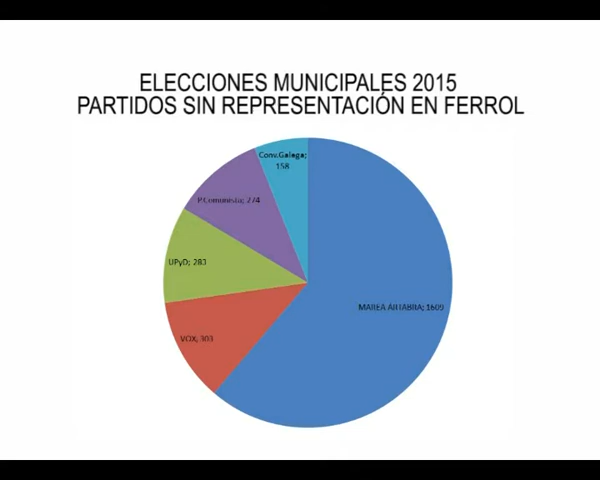 ELECCIONES MUNICIPALES 2015
PARTIDOS SIN REPRESENTACIÓN EN FERROL
Conv.Galega;
158
P.Comunista; 274
UPyD; 283
MAREA ARTABRA; 1609
VOX; 303